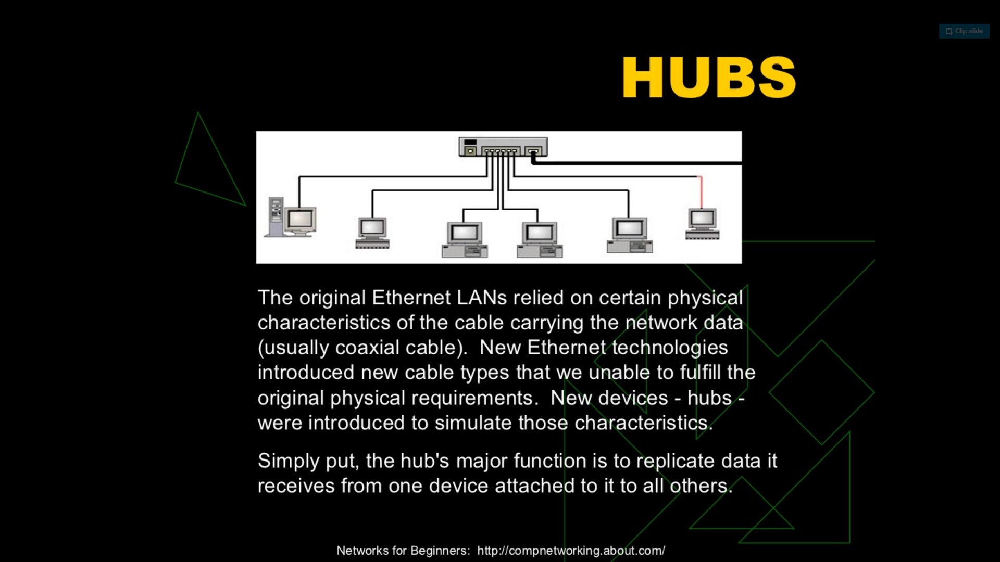 Clip slide
HUBS
The original Ethernet LANs relied on certain physical
characteristics of the cable carrying the network data
(usually coaxial cable).  New Ethernet technologies
introduced new cable types that we unable to fulfill the
original physical requirements.  New devices - hubs -
were introduced to simulate those characteristics.
Simply put, the hub's major function is to replicate data it
receives from one device attached to it to all others.
Networks for Beginners:  http://compnetworking.about.com/